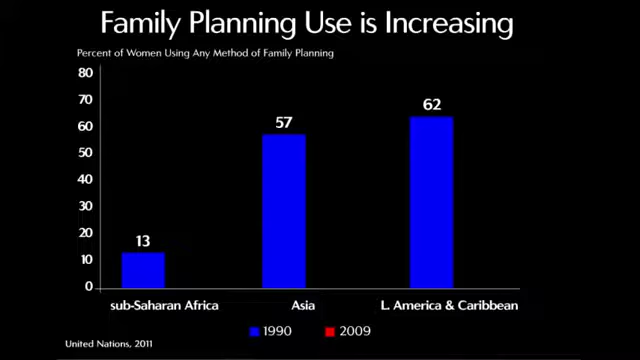 Family Planning Use is Increasing
Percent of Women Using Any Method of Family Planning
80
70
60
50
40
30
20
10
0
13
57
62
sub-Saharan Africa
Asia
L. America & Caribbean
1990
2009
United Nations, 2011